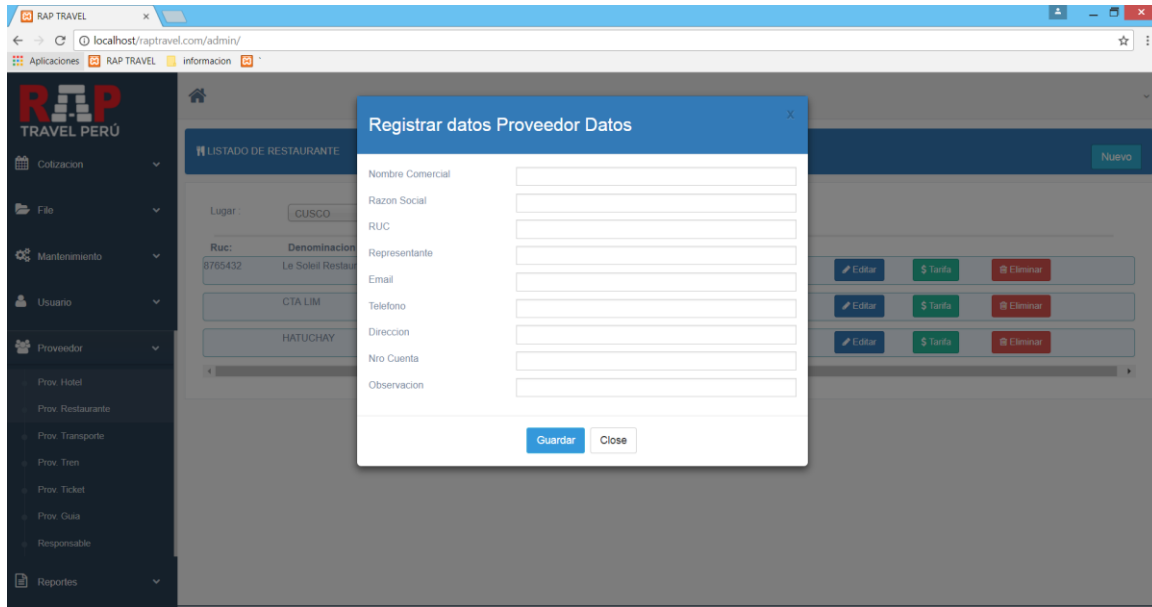 RAP TRAVEL
localhost/raptravel.com/admin/
Aplicaciones RAP TRAVEL informacion
RAP
TRAVEL PERÚ
Cotizacion
File
Mantenimiento
Usuario
Proveedor
Prov. Hotel
Prov. Restaurante
Prov. Transporte
Prov. Tren
Prov. Ticket
Prov. Guia
Responsable
Reportes
LISTADO DE RESTAURANTE
Nuevo
Lugar : CUSCO
Ruc: Denominacion
8765432 Le Soleil Restaur
Editar $ Tarifa Eliminar
CTA LIM
Editar $ Tarifa Eliminar
HATUCHAY
Editar $ Tarifa Eliminar
Registrar datos Proveedor Datos x
Nombre Comercial
Razon Social
RUC
Representante
Email
Telefono
Direccion
Nro Cuenta
Observacion
Guardar Close